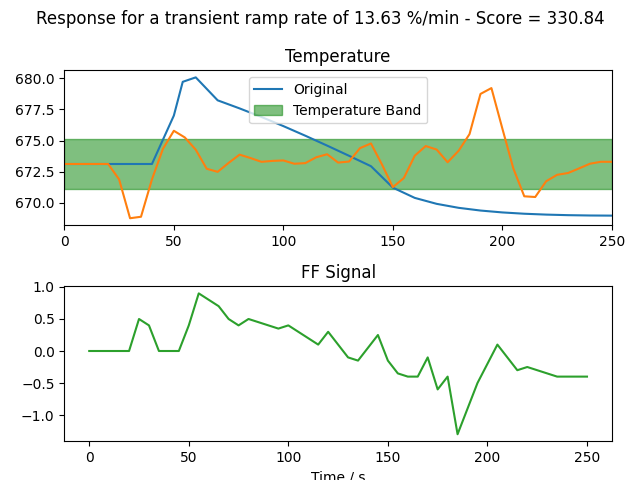 Response for a transient ramp rate of 13.63 %/min - Score = 330.84
Temperature
680.0
677.5
675.0
672.5
670.0
Original
Temperature Band
0 50 100 150 200 250
FF Signal
1.0
0.5
0.0
−0.5
−1.0
0 50 100 150 200 250
Time / s